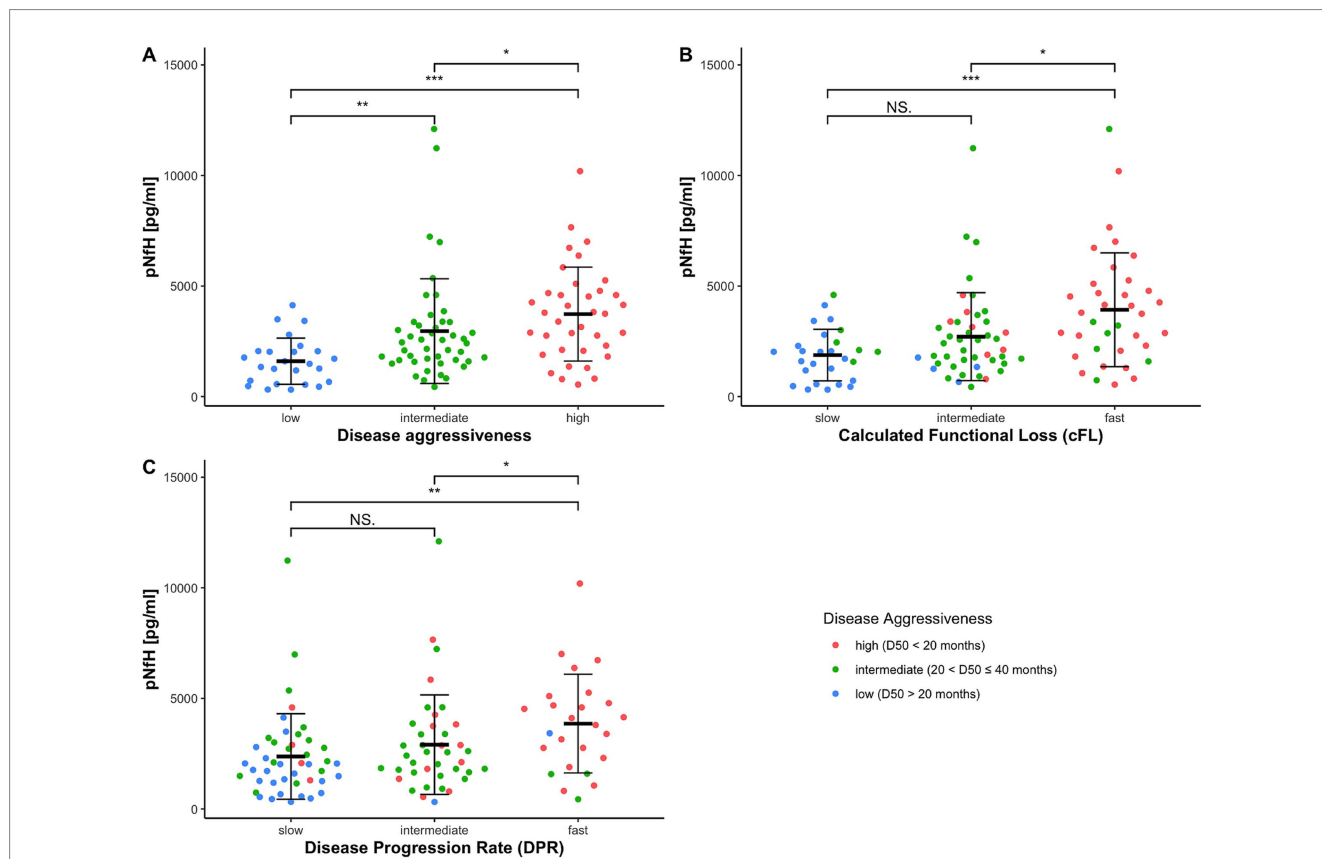 A
15000
10000
5000
0
pNfH [pg/ml]
*
***
**
low intermediate high
Disease aggressiveness
B
15000
10000
5000
0
pNfH [pg/ml]
*
***
NS.
slow intermediate fast
Calculated Functional Loss (cFL)
C
15000
10000
5000
0
pNfH [pg/ml]
*
**
NS.
slow intermediate fast
Disease Progression Rate (DPR)
Disease Aggressiveness
high (D50 < 20 months)
intermediate (20 < D50 ≤ 40 months)
low (D50 > 20 months)